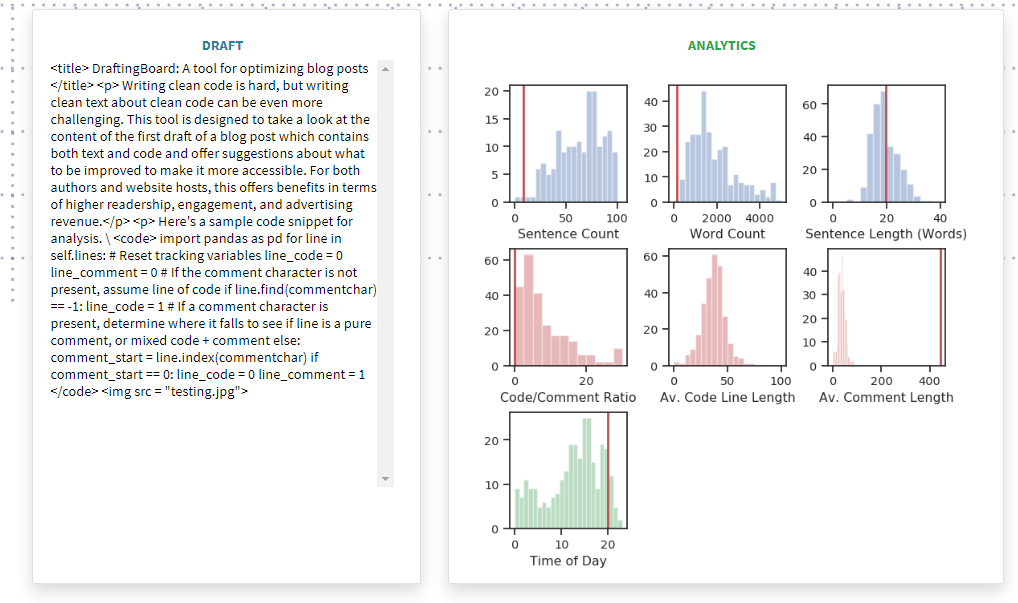 DRAFT
<title> DraftingBoard: A tool for optimizing blog posts
</title> <p> Writing clean code is hard, but writing
clean text about clean code can be even more
challenging. This tool is designed to take a look at the
content of the first draft of a blog post which contains
both text and code and offer suggestions about what
to be improved to make it more accessible. For both
authors and website hosts, this offers benefits in terms
of higher readership, engagement, and advertising
revenue.</p> <p> Here's a sample code snippet for
analysis. \ <code> import pandas as pd for line in
self.lines: # Reset tracking variables line_code = 0
line_comment = 0 # If the comment character is not
present, assume line of code if line.find(commentchar)
== -1: line_code = 1 # If a comment character is
present, determine where it falls to see if line is a pure
comment, or mixed code + comment else:
comment_start = line.index(commentchar) if
comment_start == 0: line_code = 0 line_comment = 1
</code> <img src = "testing.jpg">
ANALYTICS
20
15
10
5
0
0 50 100
Sentence Count
40
30
20
10
0
0 2000 4000
Word Count
60
40
20
0
0 20 40
Sentence Length (Words)
60
40
20
0
0 20
Code/Comment Ratio
60
40
20
0
0 50 100
Av. Code Line Length
40
30
20
10
0
0 200 400
Av. Comment Length
20
10
0
0 10 20
Time of Day